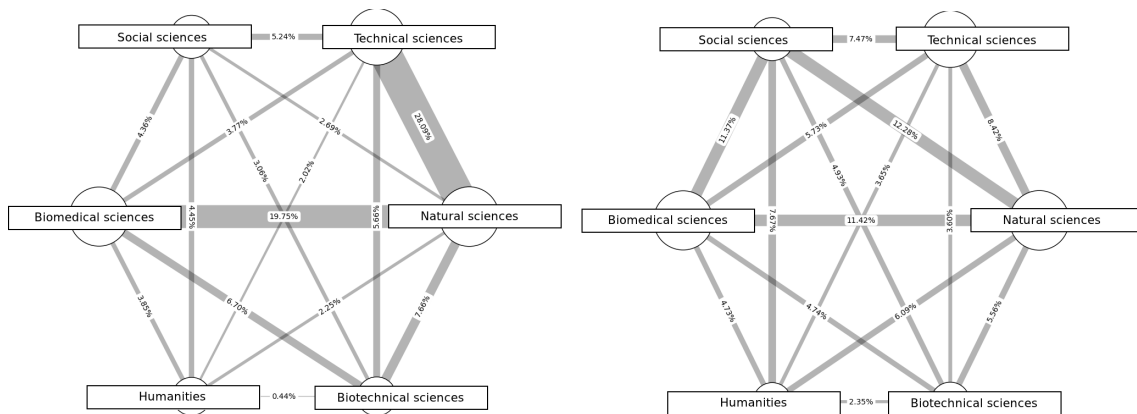 Social sciences
5.24%
Technical sciences
4.36%
3.77%
2.69%
28.09%
3.06%
2.02%
Biomedical sciences
4.45%
19.75%
5.66%
Natural sciences
3.85%
6.70%
2.25%
7.66%
Humanities
0.44%
Biotechnical sciences
Social sciences
7.47%
Technical sciences
11.37%
5.73%
12.28%
8.42%
4.93%
3.65%
Biomedical sciences
7.67%
11.42%
3.60%
Natural sciences
4.73%
4.74%
6.09%
5.56%
Humanities
2.35%
Biotechnical sciences